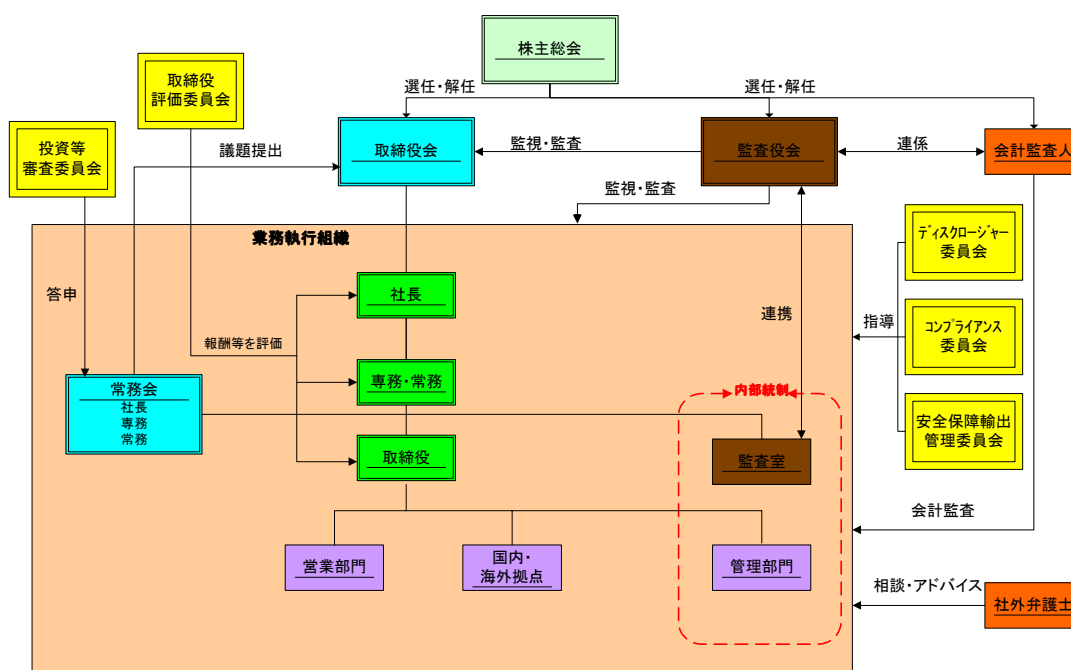 株主総会
取締役
評価委員会
選任・解任
選任・解任
投資等
審査委員会
議題提出
取締役会
監視・監査
監査役会
連係
会計監査人
監視・監査
業務執行組織
ディスクロージャー
委員会
答申
社長
連携
指導
コンプライアンス
委員会
報酬等を評価
常務会
社長
専務
常務
専務・常務
内部統制
安全保障輸出
管理委員会
取締役
監査室
会計監査
営業部門
国内・
海外拠点
管理部門
相談・アドバイス
社外弁護士